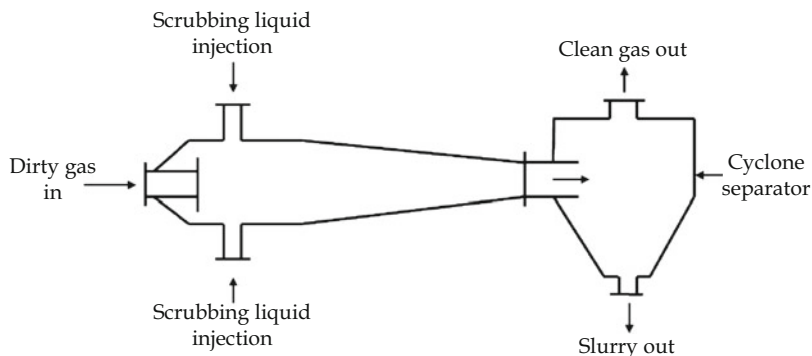 Scrubbing liquid
injection
Clean gas out
Dirty gas
in
Cyclone
separator
Scrubbing liquid
injection
Slurry out